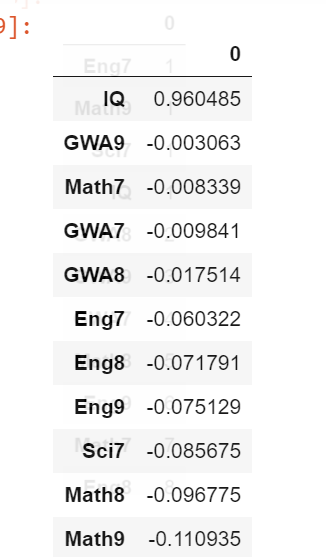 9]:
0
IQ 0.960485
GWA9 -0.003063
Math7 -0.008339
GWA7 -0.009841
GWA8 -0.017514
Eng7 -0.060322
Eng8 -0.071791
Eng9 -0.075129
Sci7 -0.085675
Math8 -0.096775
Math9 -0.110935